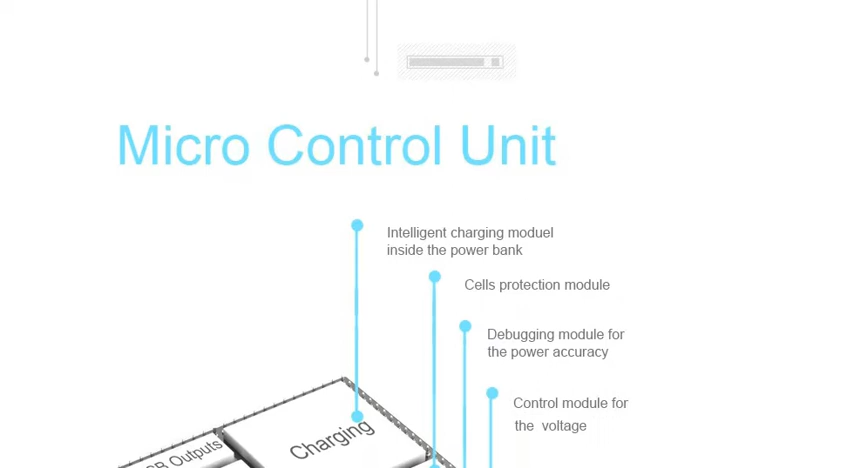 Micro Control Unit
Intelligent charging moduel
inside the power bank
Cells protection module
Debugging module for
the power accuracy
Control module for
the voltage
Charging
Outputs